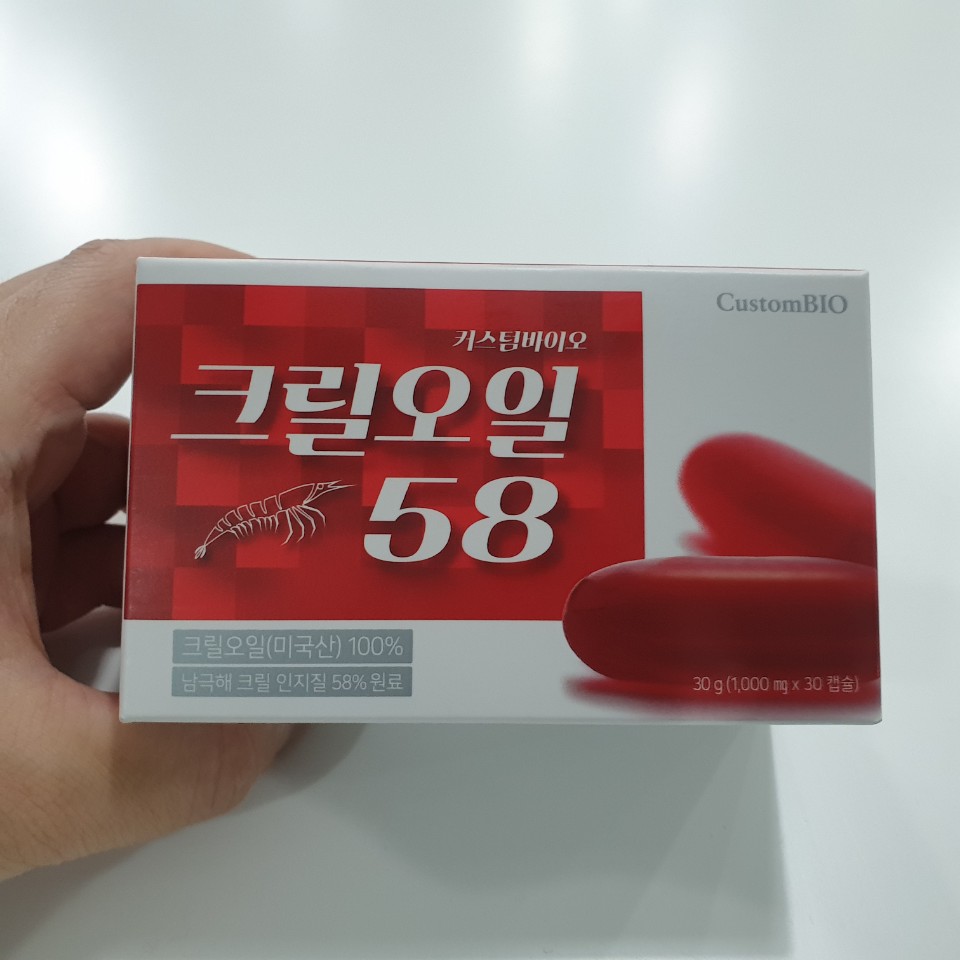 CustomBIO
커스텀바이오
크릴오일
58
크릴오일(미국산) 100%
남극해 크릴 인지질 58% 원료
30 g (1,000 ㎎ x 30 캡슐)